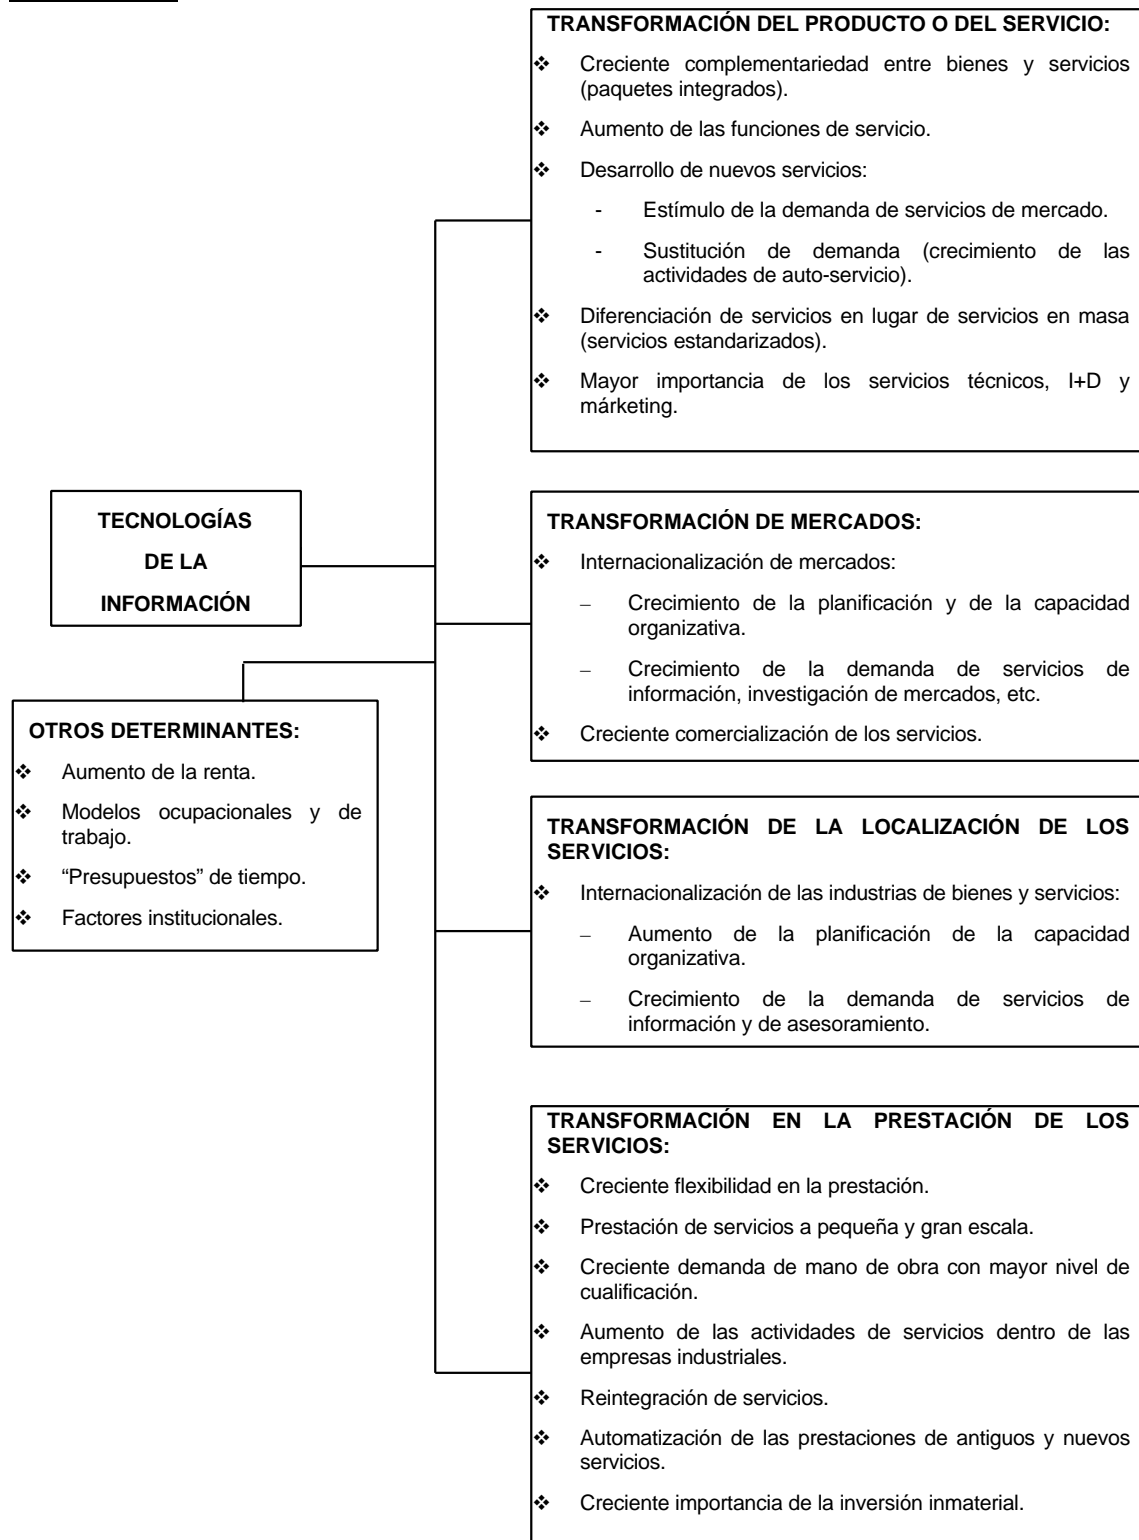 TRANSFORMACIÓN DEL PRODUCTO O DEL SERVICIO:
❖ Creciente complementariedad entre bienes y servicios
(paquetes integrados).
❖ Aumento de las funciones de servicio.
❖ Desarrollo de nuevos servicios:
- Estímulo de la demanda de servicios de mercado.
- Sustitución de demanda (crecimiento de las
actividades de auto-servicio).
❖ Diferenciación de servicios en lugar de servicios en masa
(servicios estandarizados).
❖ Mayor importancia de los servicios técnicos, I+D y
márketing.
TECNOLOGÍAS
DE LA
INFORMACIÓN
OTROS DETERMINANTES:
❖ Aumento de la renta.
❖ Modelos ocupacionales y de
trabajo.
❖ “Presupuestos” de tiempo.
❖ Factores institucionales.
TRANSFORMACIÓN DE MERCADOS:
❖ Internacionalización de mercados:
– Crecimiento de la planificación y de la capacidad
organizativa.
– Crecimiento de la demanda de servicios de
información, investigación de mercados, etc.
❖ Creciente comercialización de los servicios.
TRANSFORMACIÓN DE LA LOCALIZACIÓN DE LOS
SERVICIOS:
❖ Internacionalización de las industrias de bienes y servicios:
– Aumento de la planificación de la capacidad
organizativa.
– Crecimiento de la demanda de servicios de
información y de asesoramiento.
TRANSFORMACIÓN EN LA PRESTACIÓN DE LOS
SERVICIOS:
❖ Creciente flexibilidad en la prestación.
❖ Prestación de servicios a pequeña y gran escala.
❖ Creciente demanda de mano de obra con mayor nivel de
cualificación.
❖ Aumento de las actividades de servicios dentro de las
empresas industriales.
❖ Reintegración de servicios.
❖ Automatización de las prestaciones de antiguos y nuevos
servicios.
❖ Creciente importancia de la inversión inmaterial.